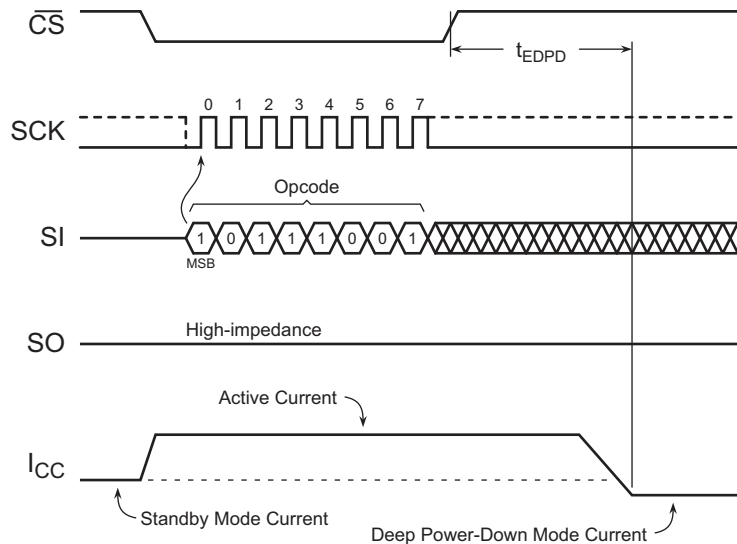 CS
tEDPD
0 1 2 3 4 5 6 7
SCK
Opcode
SI
1 0 1 1 1 0 0 1
MSB
High-impedance
SO
Active Current
ICC
Standby Mode Current
Deep Power-Down Mode Current